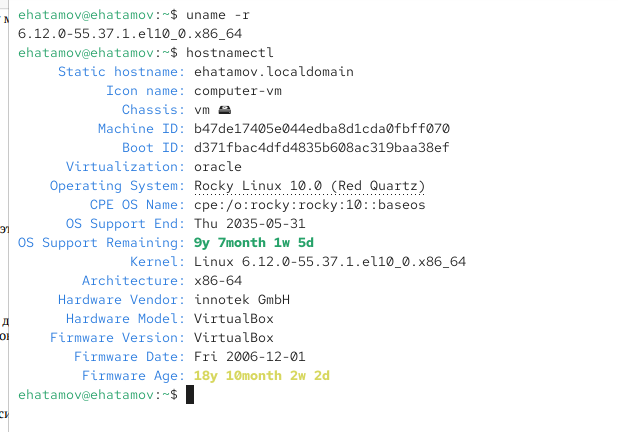 ehatamov@ehatamov:~$ uname -r
6.12.0-55.37.1.el10_0.x86_64
ehatamov@ehatamov:~$ hostnamectl
Static hostname: ehatamov.localdomain
Icon name: computer-vm
Chassis: vm 🖴
Machine ID: b47de17405e044edba8d1cda0fbff070
Boot ID: d371fbac4dfd4835b608ac319baa38ef
Virtualization: oracle
Operating System: Rocky Linux 10.0 (Red Quartz)
CPE OS Name: cpe:/o:rocky:rocky:10::baseos
OS Support End: Thu 2035-05-31
OS Support Remaining: 9y 7month 1w 5d
Kernel: Linux 6.12.0-55.37.1.el10_0.x86_64
Architecture: x86-64
Hardware Vendor: innotek GmbH
Hardware Model: VirtualBox
Firmware Version: VirtualBox
Firmware Date: Fri 2006-12-01
Firmware Age: 18y 10month 2w 2d
ehatamov@ehatamov:~$